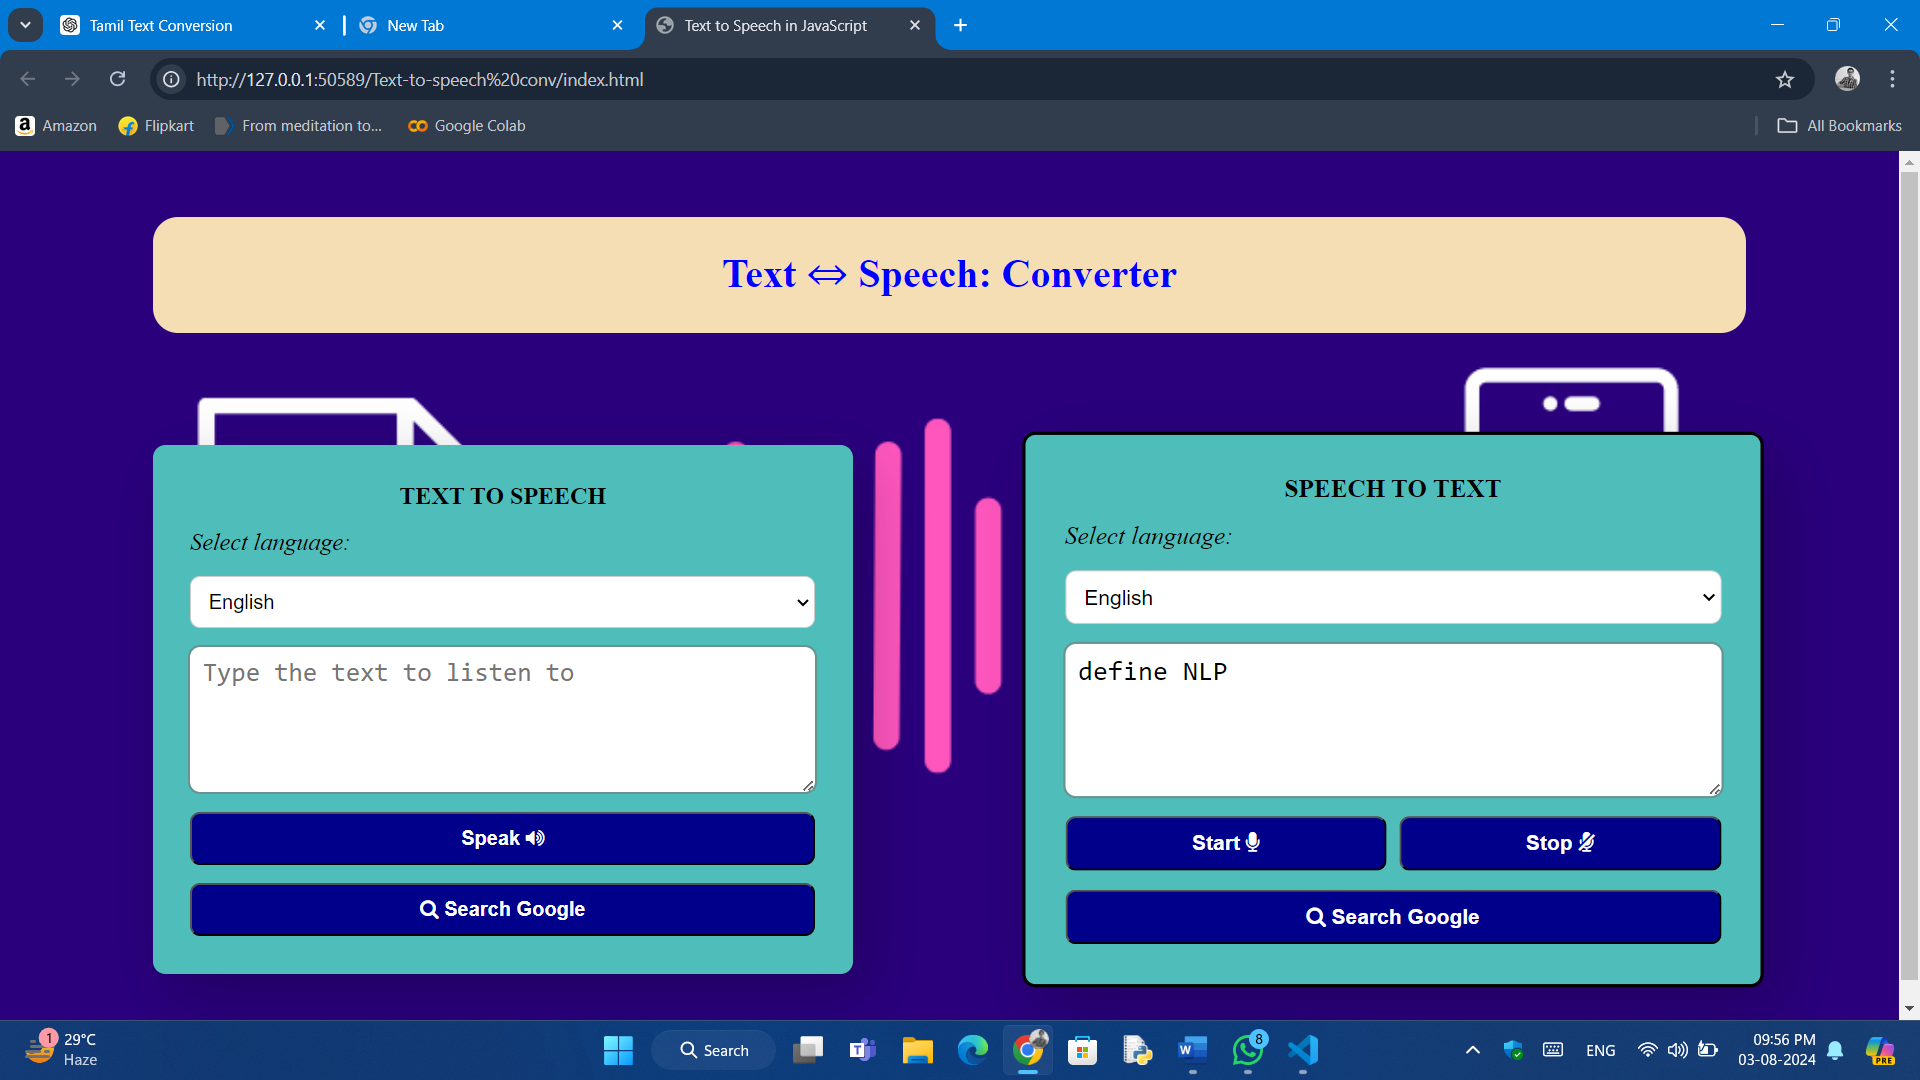 Tamil Text Conversion
New Tab
Text to Speech in JavaScript
http://127.0.0.1:50589/Text-to-speech%20conv/index.html
Amazon
Flipkart
From meditation to...
Google Colab
All Bookmarks
Text ⇔ Speech: Converter
TEXT TO SPEECH
Select language:
English
Type the text to listen to
Speak
Search Google
SPEECH TO TEXT
Select language:
English
define NLP
Start
Stop
Search Google
1
29°C
Haze
Search
8
ENG
09:56 PM
03-08-2024
PRE